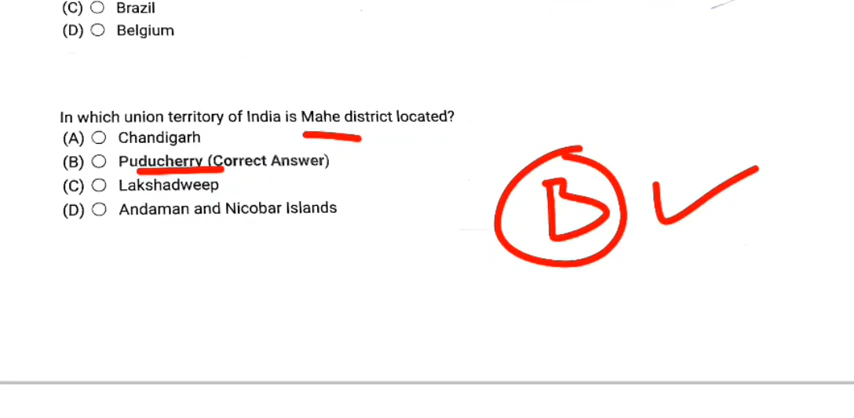 (C) Brazil
(D) Belgium
In which union territory of India is Mahe district located?
(A) Chandigarh
(B) Puducherry (Correct Answer)
(C) Lakshadweep
(D) Andaman and Nicobar Islands
B